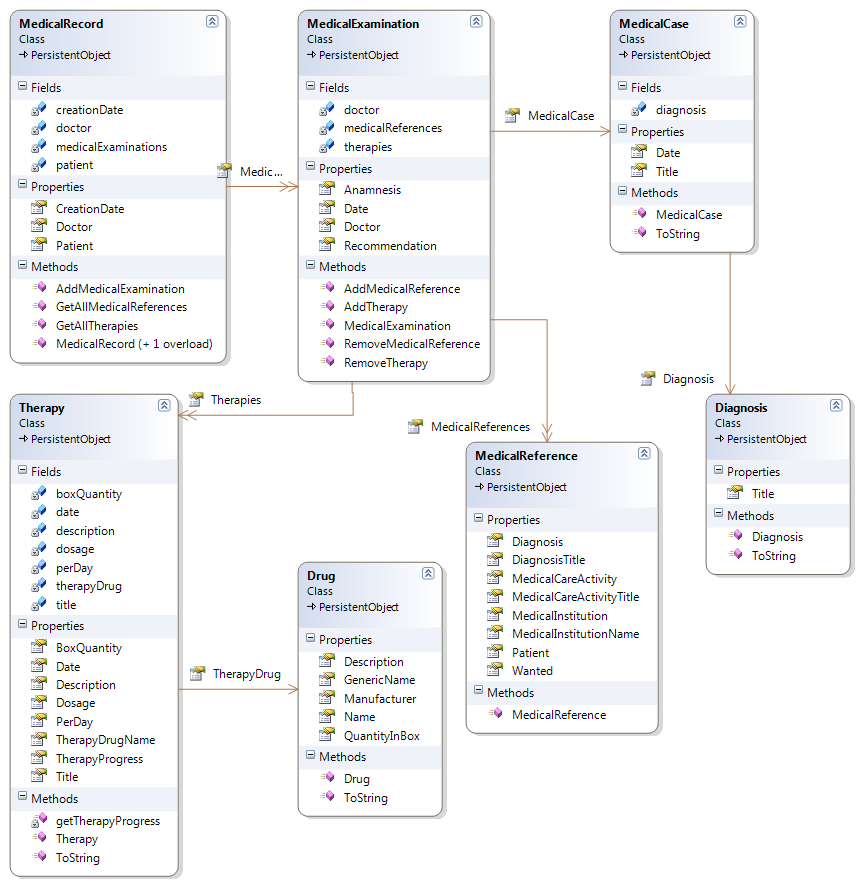 MedicalRecord
Class
PersistentObject
Fields
creationDate
doctor
medicalExaminations
patient
Properties
CreationDate
Doctor
Patient
Methods
AddMedicalExamination
GetAllMedicalReferences
GetAllTherapies
MedicalRecord (+ 1 overload)
Medic...
MedicalExamination
Class
PersistentObject
Fields
doctor
medicalReferences
therapies
Properties
Anamnesis
Date
Doctor
Recommendation
Methods
AddMedicalReference
AddTherapy
MedicalExamination
RemoveMedicalReference
RemoveTherapy
MedicalCase
MedicalCase
Class
PersistentObject
Fields
diagnosis
Properties
Date
Title
Methods
MedicalCase
ToString
Therapies
MedicalReferences
Diagnosis
Therapy
Class
PersistentObject
Fields
boxQuantity
date
description
dosage
perDay
therapyDrug
title
Properties
BoxQuantity
Date
Description
Dosage
PerDay
TherapyDrugName
TherapyProgress
Title
Methods
getTherapyProgress
Therapy
ToString
TherapyDrug
Drug
Class
PersistentObject
Properties
Description
GenericName
Manufacturer
Name
QuantityInBox
Methods
Drug
ToString
MedicalReference
Class
PersistentObject
Properties
Diagnosis
DiagnosisTitle
MedicalCareActivity
MedicalCareActivityTitle
MedicalInstitution
MedicalInstitutionName
Patient
Wanted
Methods
MedicalReference
Diagnosis
Class
PersistentObject
Properties
Title
Methods
Diagnosis
ToString